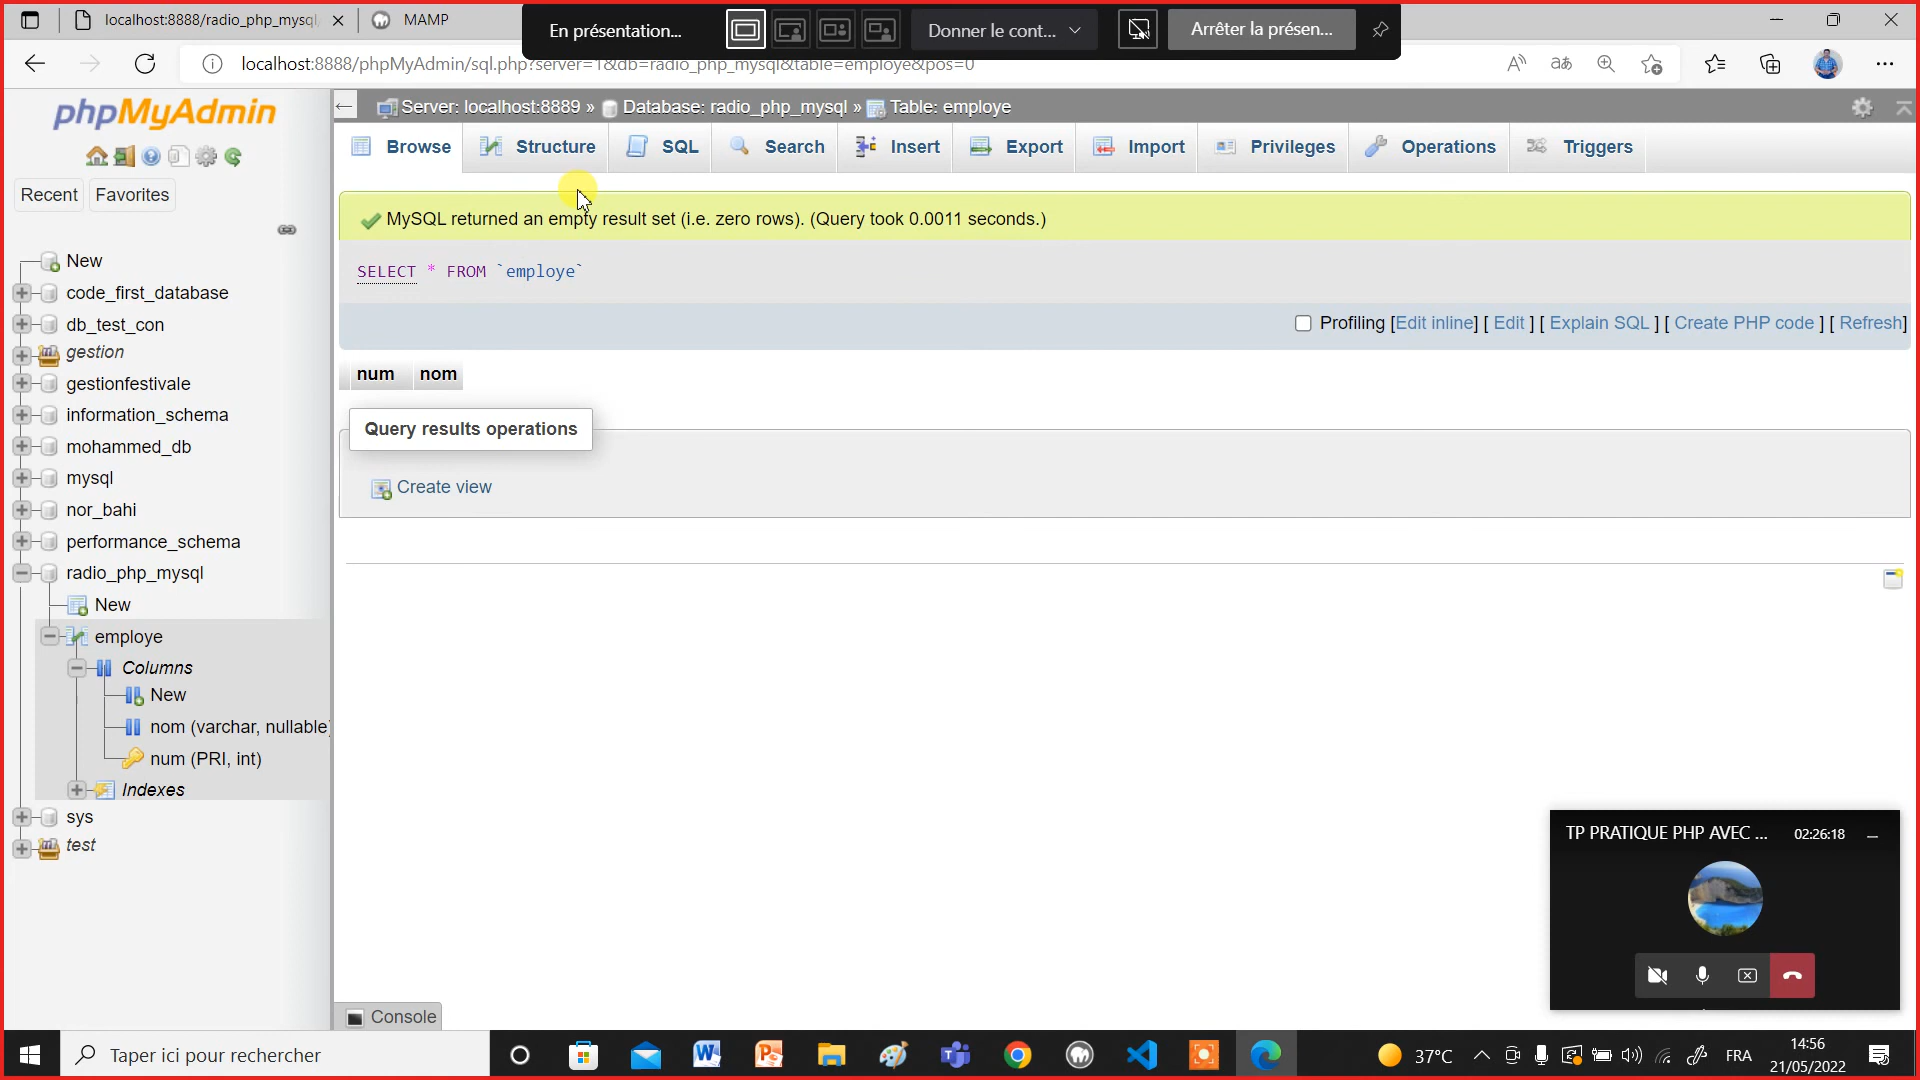 localhost:8888/radio_php_mysql/
MAMP
En présentation...
Donner le cont...
Arrêter la présen...
localhost:8888/phpMyAdmin/sql.php?server=1&db=radio_php_mysql&table=employe&pos=0
phpMyAdmin
Recent
Favorites
New
code_first_database
db_test_con
gestion
gestionfestivale
information_schema
mohammed_db
mysql
nor_bahi
performance_schema
radio_php_mysql
New
employe
Columns
New
nom (varchar, nullable)
num (PRI, int)
Indexes
sys
test
Server: localhost:8889 » Database: radio_php_mysql » Table: employe
Browse
Structure
SQL
Search
Insert
Export
Import
Privileges
Operations
Triggers
MySQL returned an empty result set (i.e. zero rows). (Query took 0.0011 seconds.)
SELECT * FROM `employe`
Profiling [Edit inline] [ Edit ] [ Explain SQL ] [ Create PHP code ] [ Refresh]
num nom
Query results operations
Create view
Console
TP PRATIQUE PHP AVEC ...
02:26:18
Taper ici pour rechercher
37°C
FRA
14:56
21/05/2022